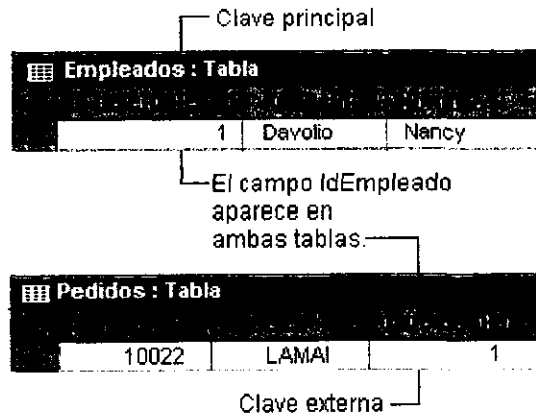 Clave principal
Empleados : Tabla
1 Davolio Nancy
El campo IdEmpleado
aparece en
ambas tablas.
Pedidos : Tabla
10022 LAMAI 1
Clave externa